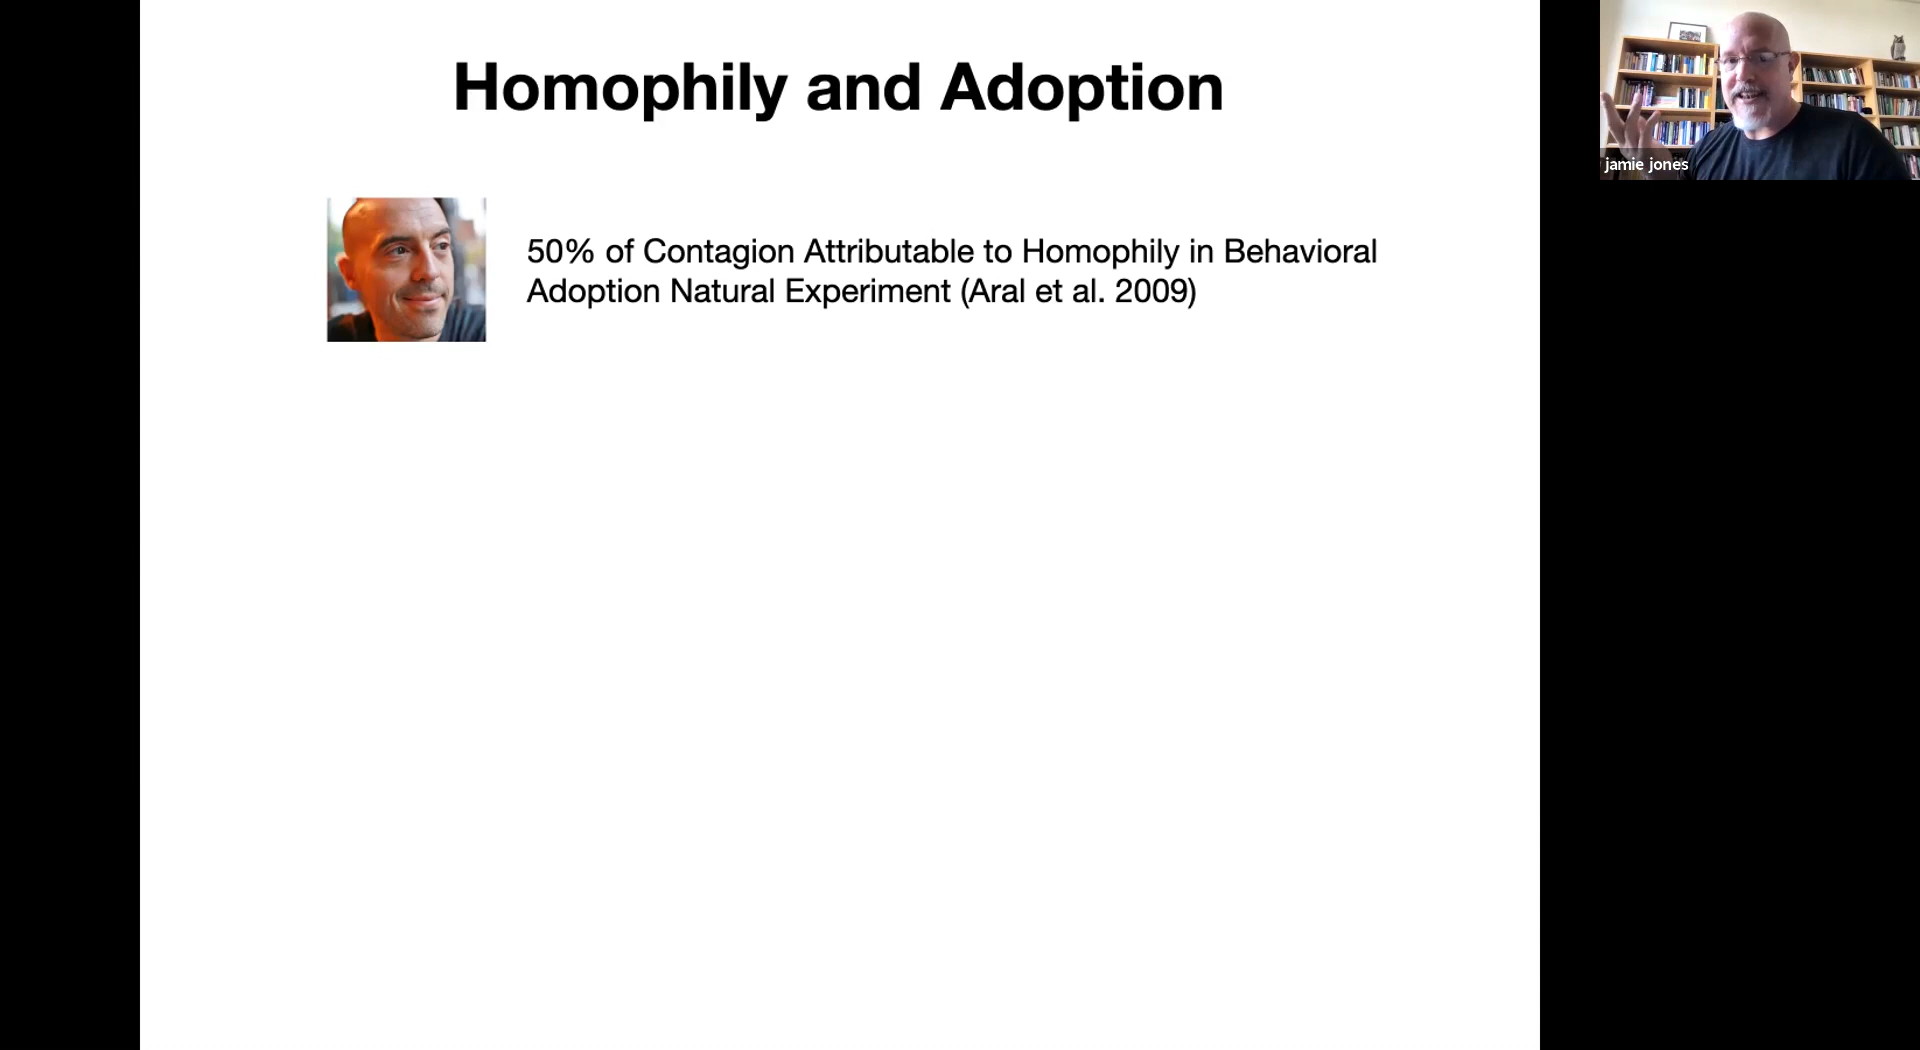 Homophily and Adoption
50% of Contagion Attributable to Homophily in Behavioral
Adoption Natural Experiment (Aral et al. 2009)
jamie jones